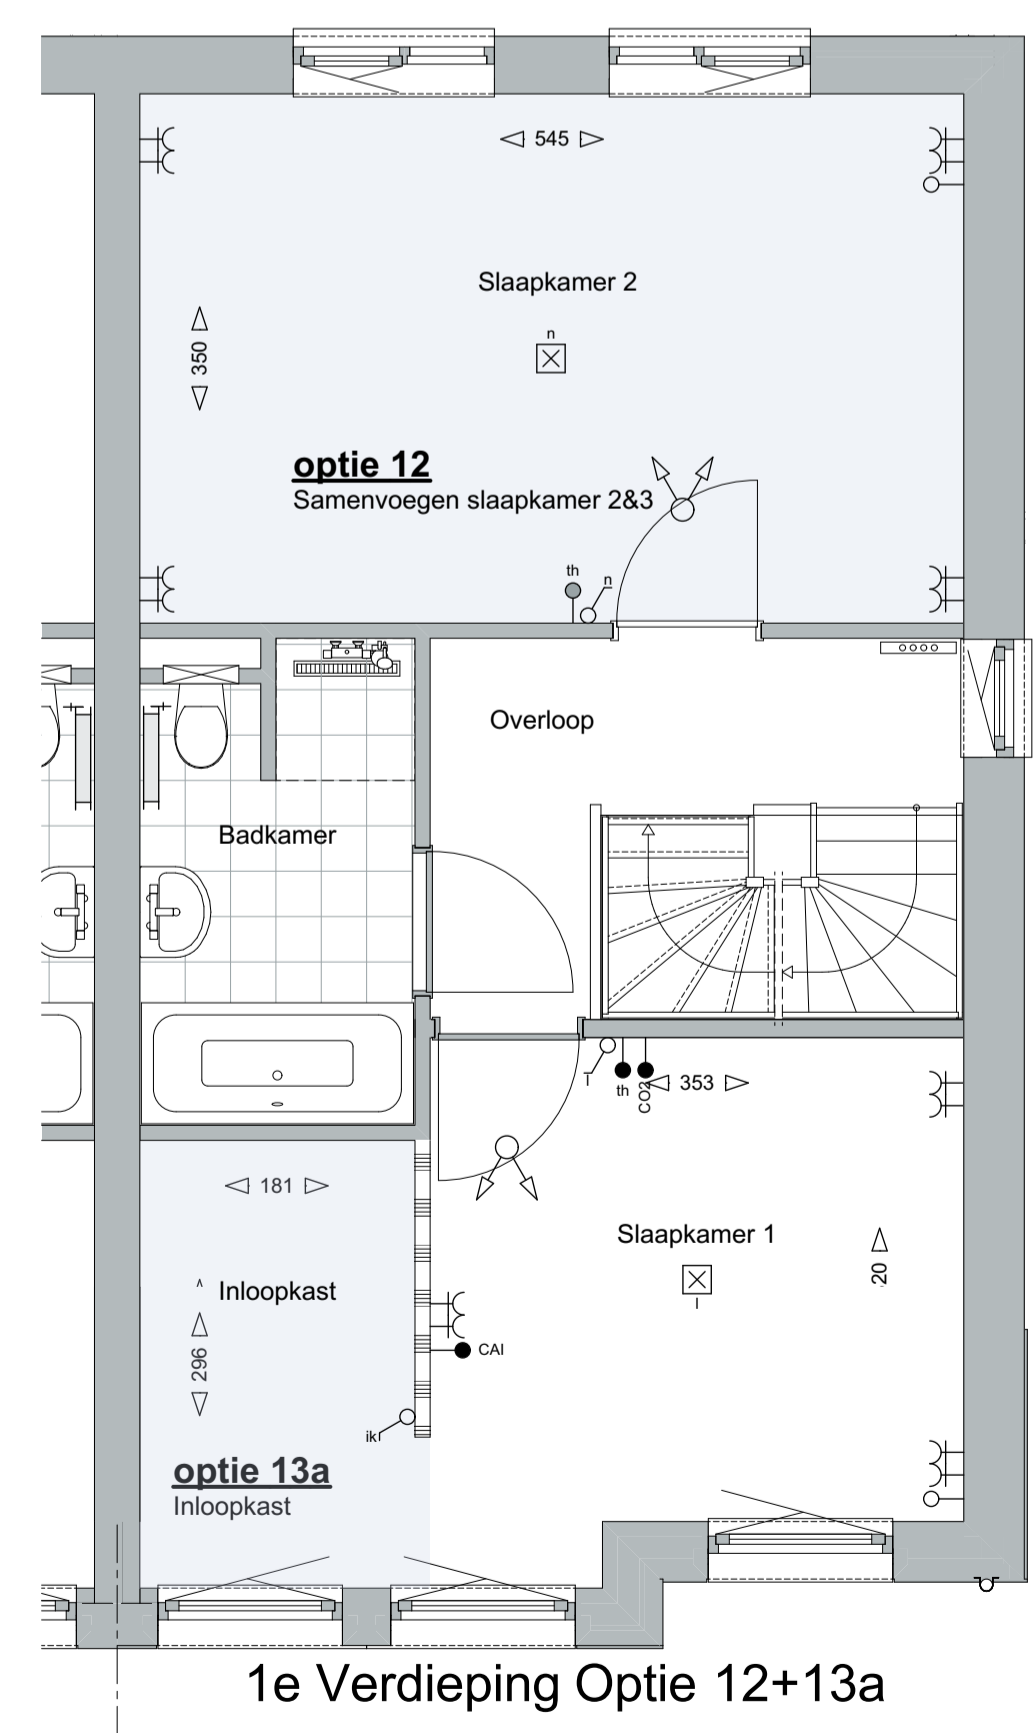 545
Slaapkamer 2
n
350
optie 12
Samenvoegen slaapkamer 2&3
th
n
Overloop
Badkamer
l
th
CO2
353
181
Slaapkamer 1
20
Inloopkast
l
296
CAI
ik
optie 13a
Inloopkast
1e Verdieping Optie 12+13a